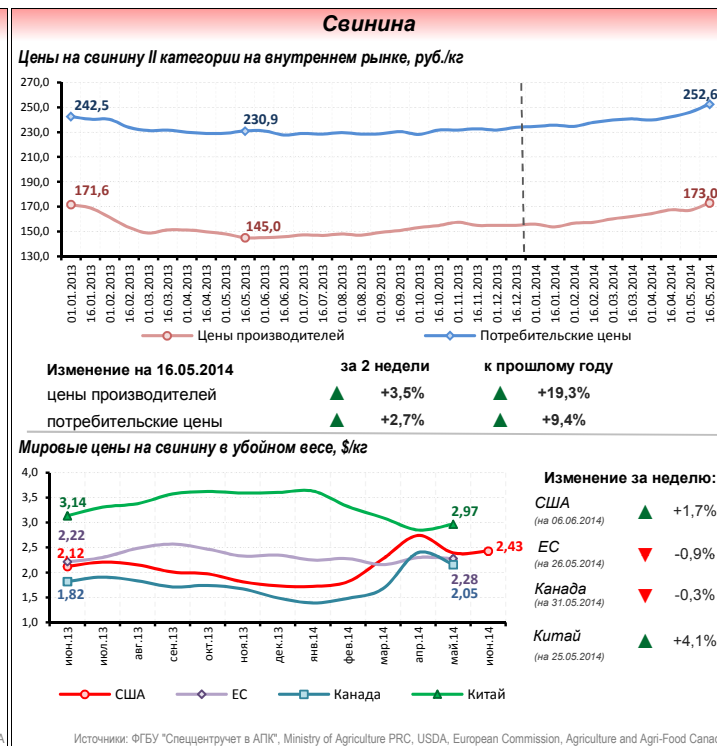 Свинина
Цены на свинину II категории на внутреннем рынке, руб./кг
270,0
250,0
230,0
210,0
190,0
170,0
150,0
130,0
242,5
230,9
252,6
171,6
145,0
173,0
01.01.2013
16.01.2013
01.02.2013
16.02.2013
01.03.2013
16.03.2013
01.04.2013
16.04.2013
01.05.2013
16.05.2013
01.06.2013
16.06.2013
01.07.2013
16.07.2013
01.08.2013
16.08.2013
01.09.2013
16.09.2013
01.10.2013
16.10.2013
01.11.2013
16.11.2013
01.12.2013
16.12.2013
01.01.2014
16.01.2014
01.02.2014
16.02.2014
01.03.2014
16.03.2014
01.04.2014
16.04.2014
01.05.2014
16.05.2014
Цены производителей Потребительские цены
Изменение на 16.05.2014 за 2 недели к прошлому году
цены производителей ▲ +3,5% ▲ +19,3%
потребительские цены ▲ +2,7% ▲ +9,4%
Мировые цены на свинину в убойном весе, $/кг
4,0
3,5
3,0
2,5
2,0
1,5
1,0
3,14
2,22
2,12
1,82
2,97
2,43
2,28
2,05
июн.13
июл.13
авг.13
сен.13
окт.13
ноя.13
дек.13
янв.14
фев.14
мар.14
апр.14
май.14
июн.14
США ЕС Канада Китай
Изменение за неделю:
США ▲ +1,7%
(на 06.06.2014)
ЕС ▼ -0,9%
(на 26.05.2014)
Канада ▼ -0,3%
(на 31.05.2014)
Китай ▲ +4,1%
(на 25.05.2014)
Источники: ФГБУ "Спеццентручет в АПК", Ministry of Agriculture PRC, USDA, European Commission, Agriculture and Agri-Food Canad